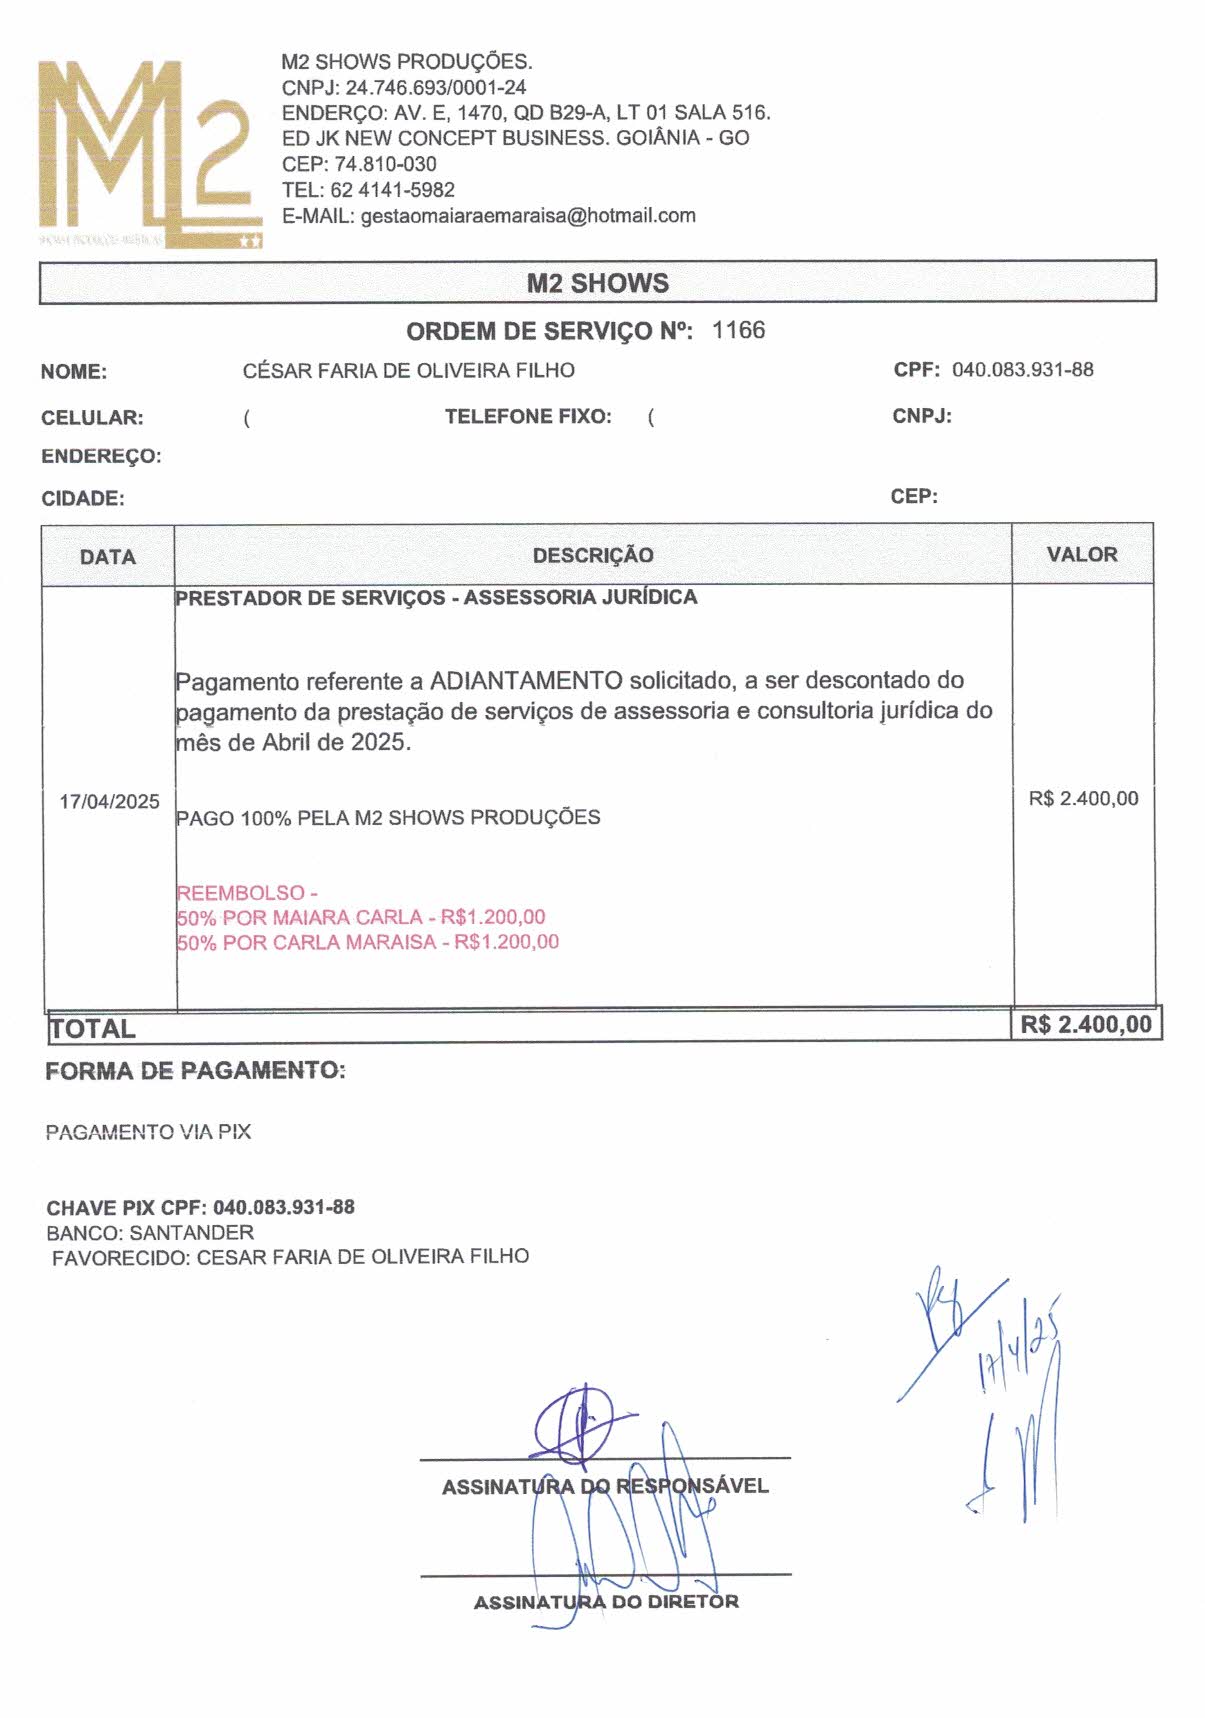 M2
M2 SHOWS PRODUÇÕES.
CNPJ: 24.746.693/0001-24
ENDERÇO: AV. E, 1470, QD B29-A, LT 01 SALA 516.
ED JK NEW CONCEPT BUSINESS. GOIÂNIA - GO
CEP: 74.810-030
TEL: 62 4141-5982
E-MAIL: gestaomaiaraemaraisa@hotmail.com
M2 SHOWS
ORDEM DE SERVIÇO Nº: 1166
NOME: CÉSAR FARIA DE OLIVEIRA FILHO CPF: 040.083.931-88
CELULAR: ( TELEFONE FIXO: ( CNPJ:
ENDEREÇO:
CIDADE: CEP:
DATA DESCRIÇÃO VALOR
PRESTADOR DE SERVIÇOS - ASSESSORIA JURÍDICA
Pagamento referente a ADIANTAMENTO solicitado, a ser descontado do
pagamento da prestação de serviços de assessoria e consultoria jurídica do
mês de Abril de 2025.
17/04/2025 R$ 2.400,00
PAGO 100% PELA M2 SHOWS PRODUÇÕES
REEMBOLSO -
50% POR MAIARA CARLA - R$1.200,00
50% POR CARLA MARAISA - R$1.200,00
TOTAL R$ 2.400,00
FORMA DE PAGAMENTO:
PAGAMENTO VIA PIX
CHAVE PIX CPF: 040.083.931-88
BANCO: SANTANDER
FAVORECIDO: CESAR FARIA DE OLIVEIRA FILHO
17/4/25
ASSINATURA DO RESPONSÁVEL
ASSINATURA DO DIRETOR